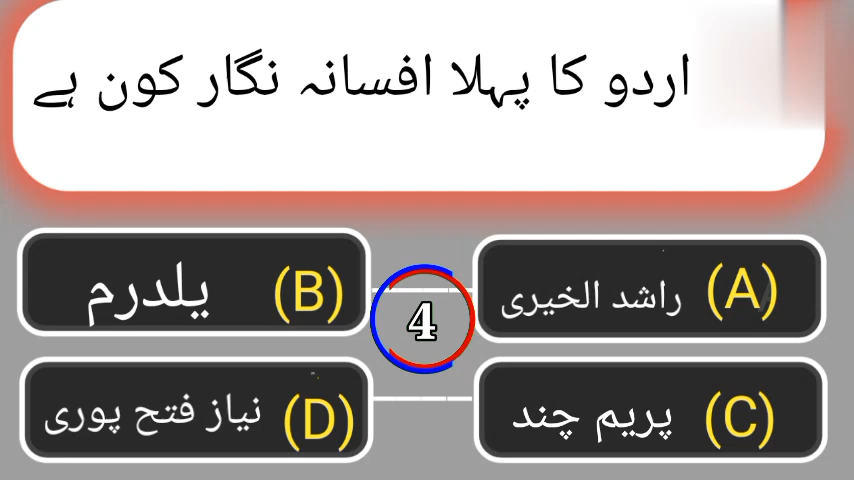 اردو کا پہلا افسانہ نگار کون ہے
(A) راشد الخیری
(B) یلدرم
4
(C) پریم چند
(D) نیاز فتح پوری